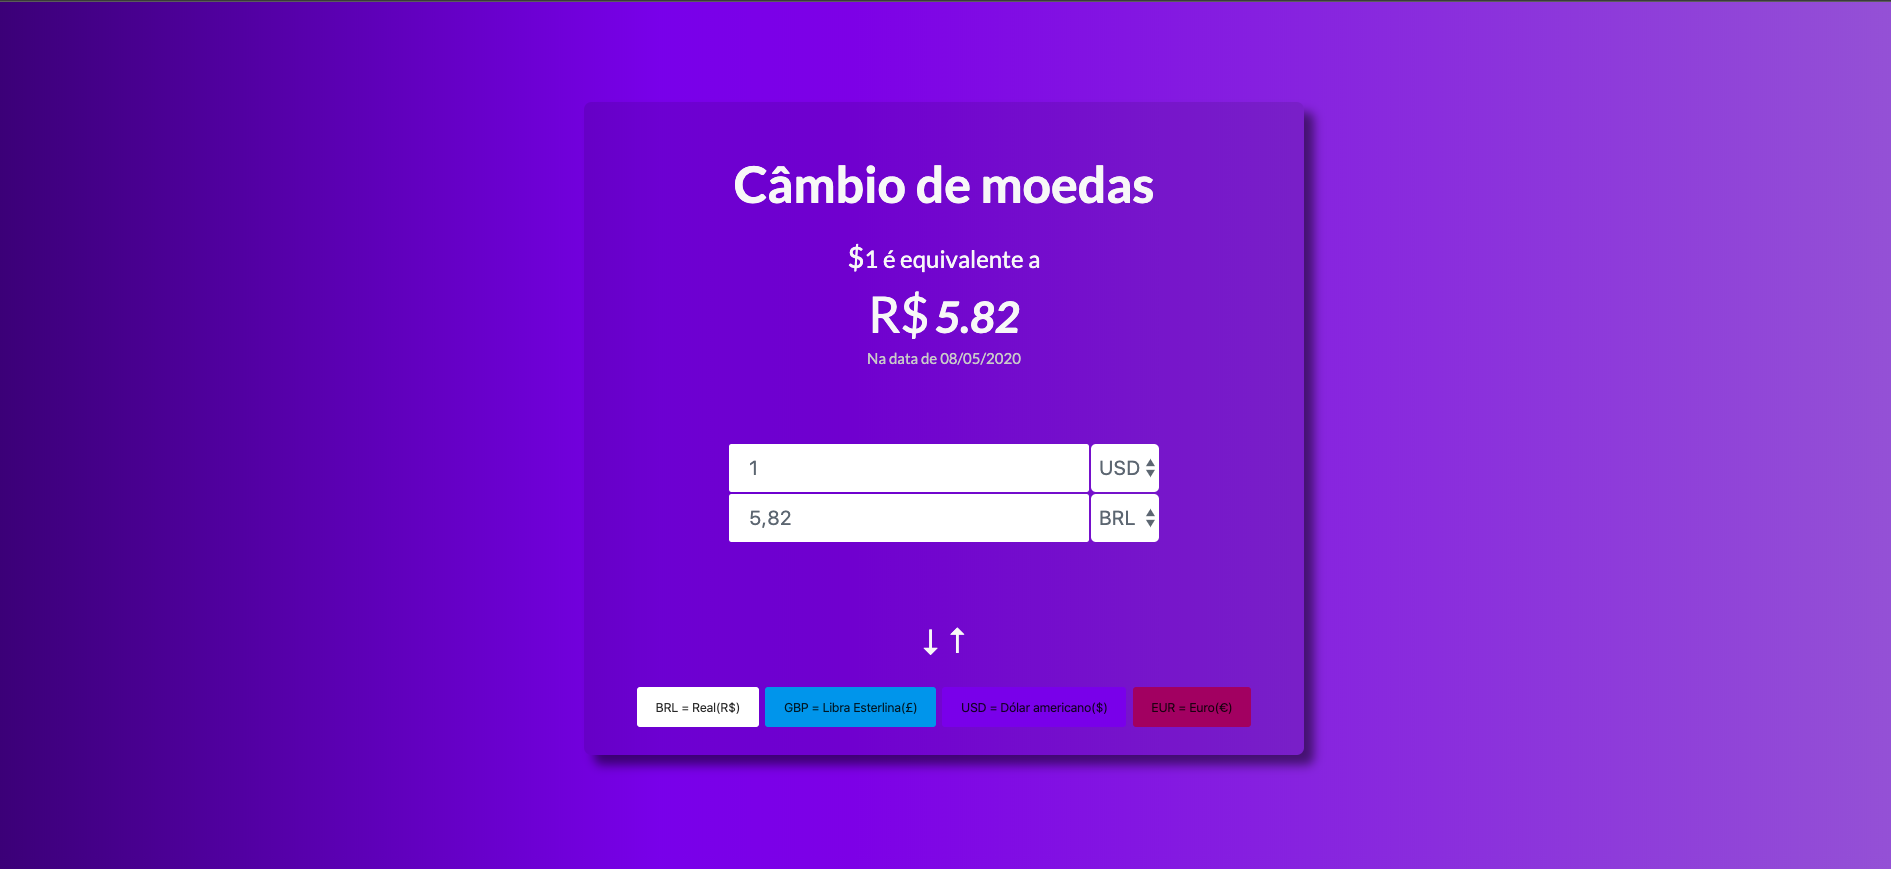 Câmbio de moedas
$1 é equivalente a
R$ 5.82
Na data de 08/05/2020
1 USD
5,82 BRL
↓ ↑
BRL = Real(R$) GBP = Libra Esterlina(£) USD = Dólar americano($) EUR = Euro(€)